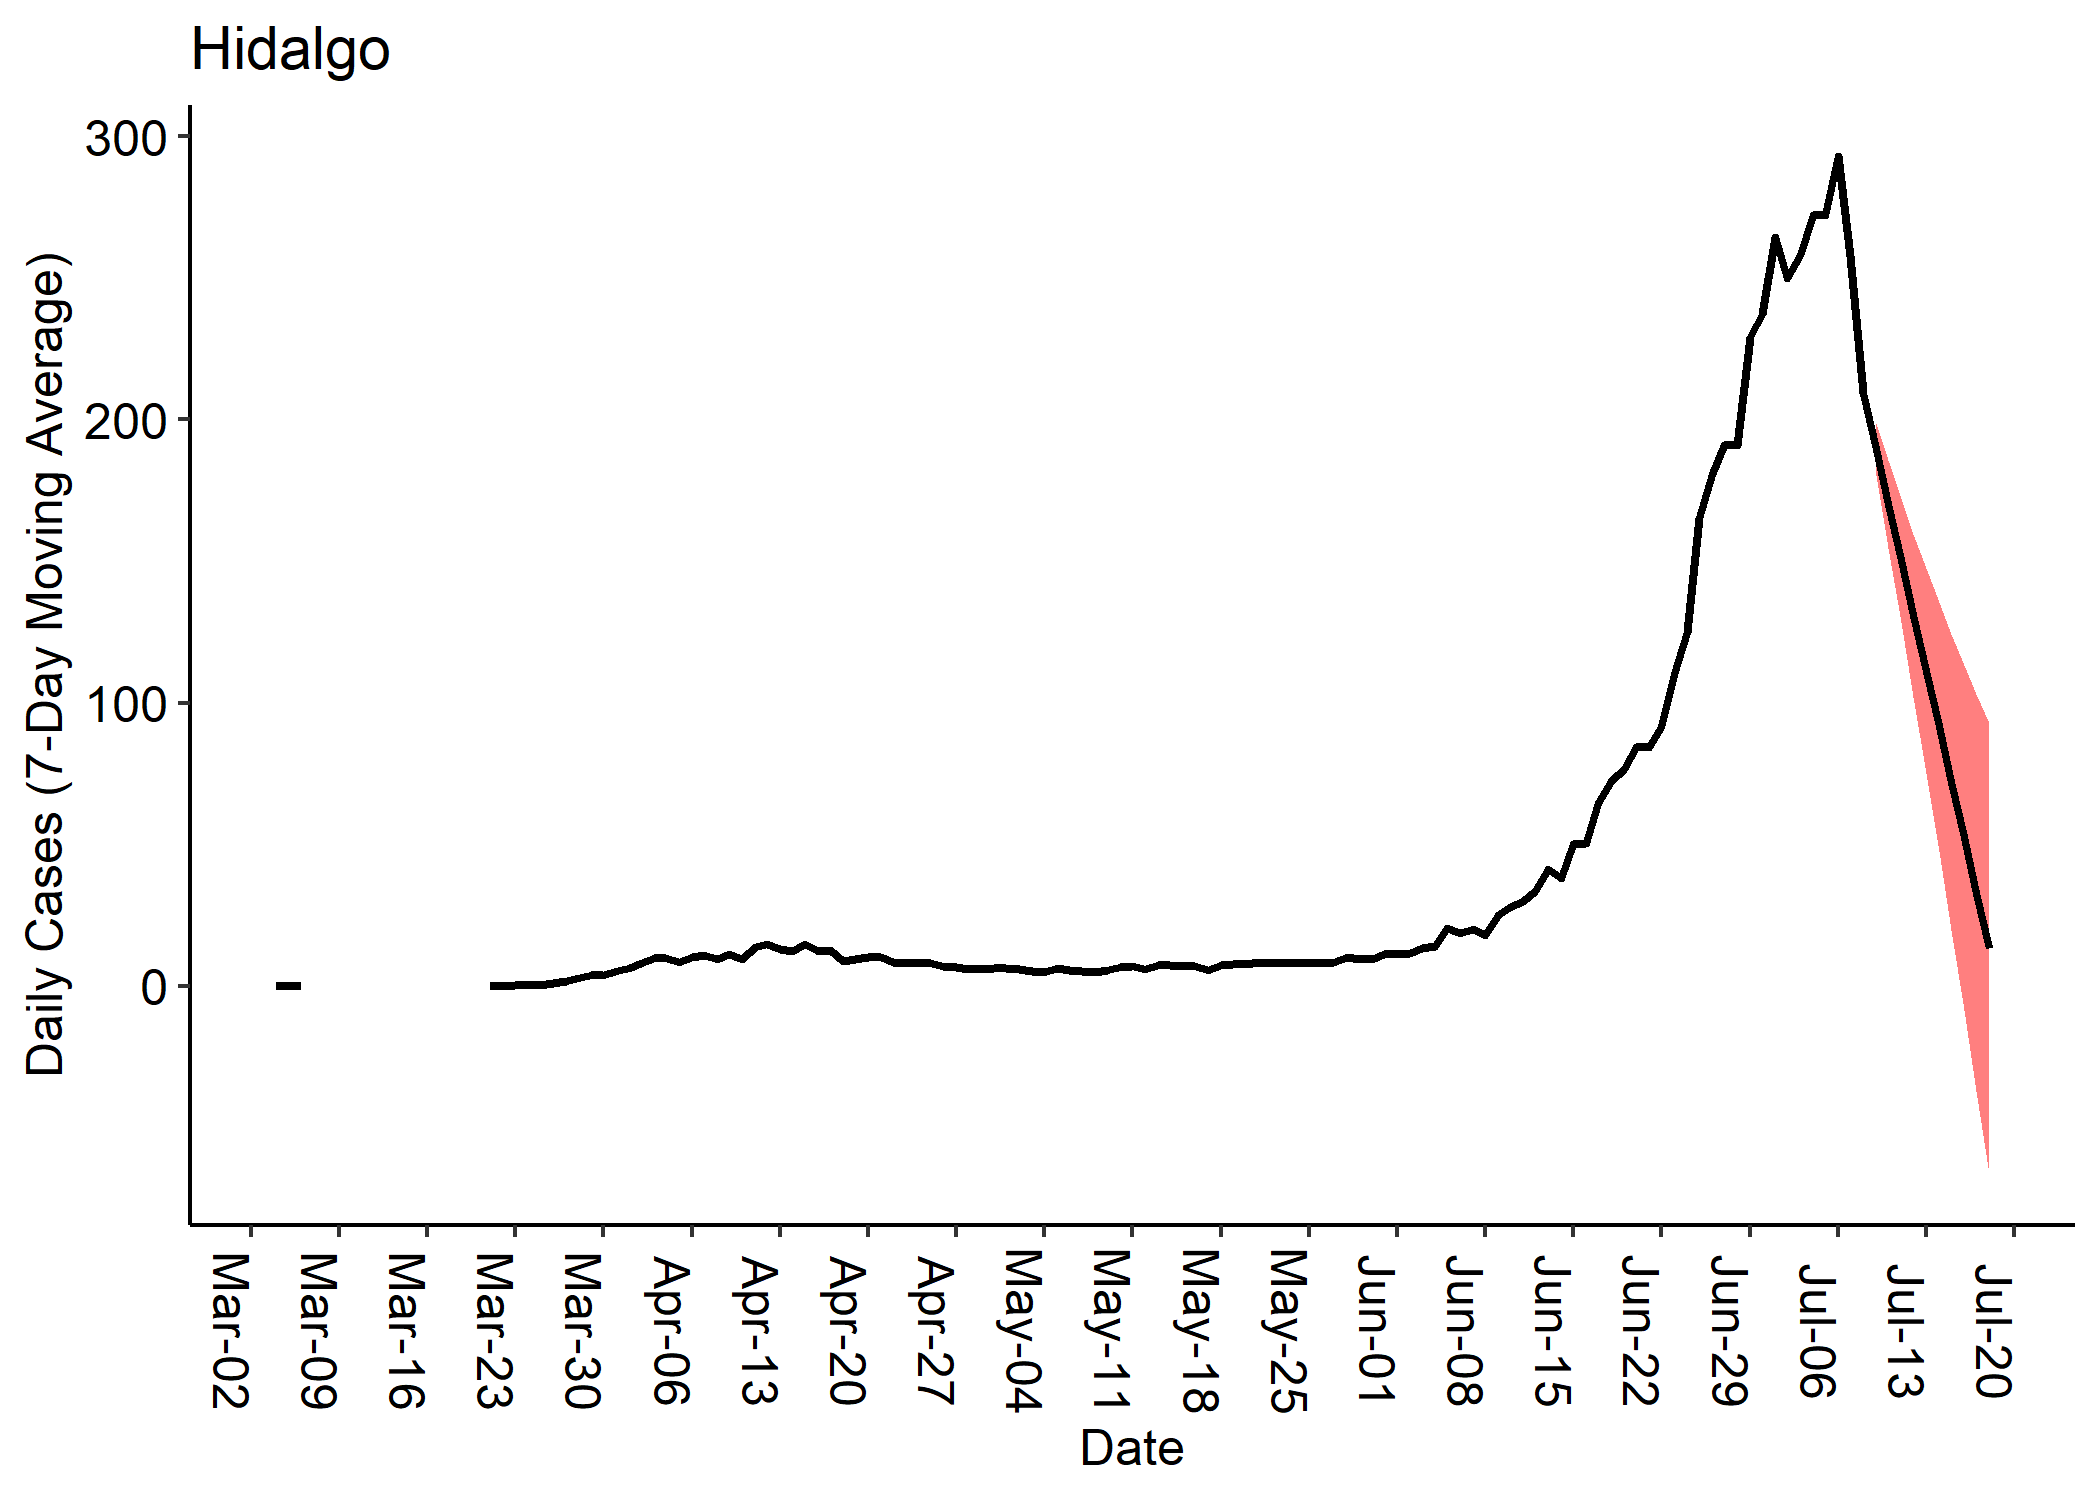 Hidalgo
Daily Cases (7-Day Moving Average)
300
200
100
0
Mar-02
Mar-09
Mar-16
Mar-23
Mar-30
Apr-06
Apr-13
Apr-20
Apr-27
May-04
May-11
May-18
May-25
Jun-01
Jun-08
Jun-15
Jun-22
Jun-29
Jul-06
Jul-13
Jul-20
Date